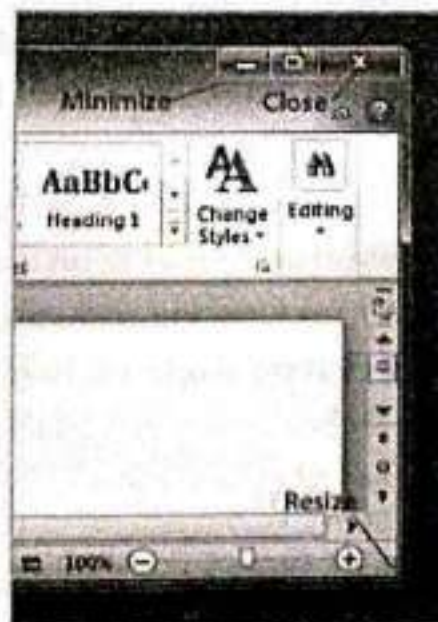 Minimize Close
AaBbC
Heading 1
Change
Styles
Editing
Resize
100%